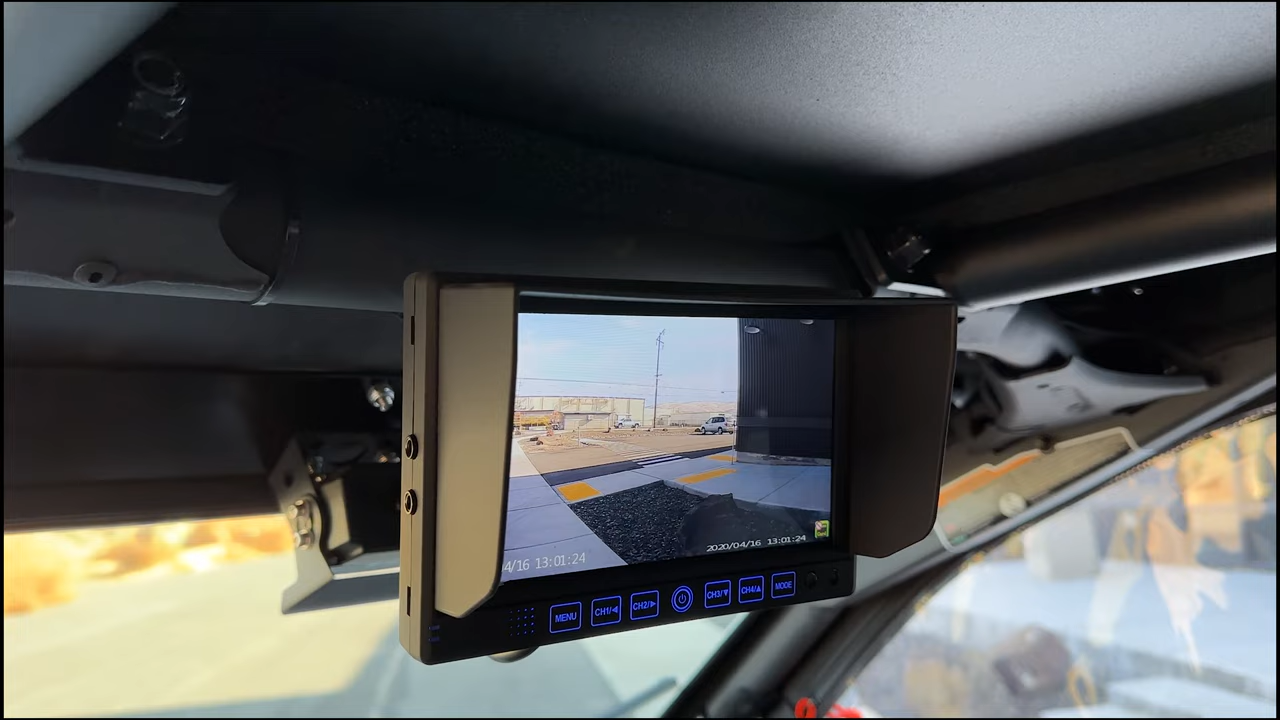 4/16 13:01:24
2020/04/16 13:01:24
MENU
CH1/◀
CH2/▶
CH3/▼
CH4/▲
MODE